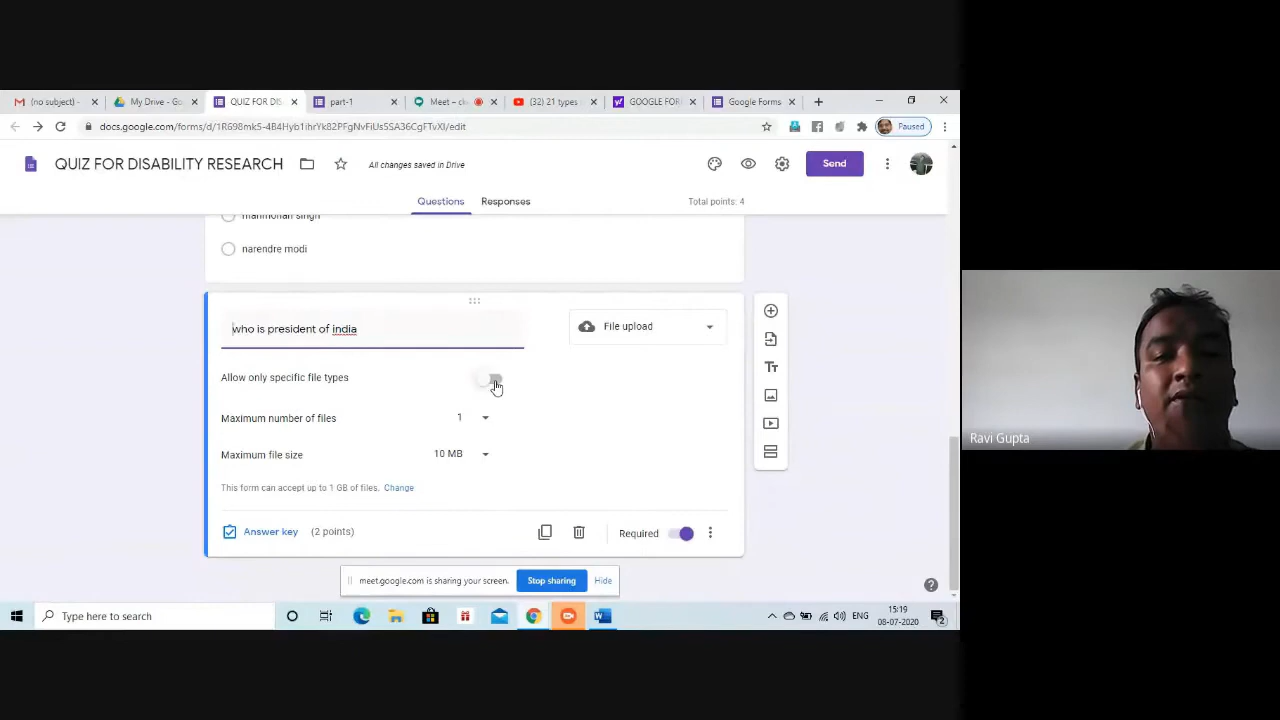 (no subject) -
My Drive - Go
QUIZ FOR DIS
part-1
Meet – ck
(32) 21 types
GOOGLE FOR
Google Forms
docs.google.com/forms/d/1R698mk5-4B4Hyb1ihrYk82PFgNvFiUs5SA36CgFTvXI/edit
Paused
QUIZ FOR DISABILITY RESEARCH
All changes saved in Drive
Send
Questions
Responses
Total points: 4
manmohan singh
narendre modi
who is president of india
File upload
Allow only specific file types
Maximum number of files
1
Maximum file size
10 MB
This form can accept up to 1 GB of files. Change
Answer key
(2 points)
Required
meet.google.com is sharing your screen.
Stop sharing
Hide
Type here to search
ENG
15:19
08-07-2020
2
Ravi Gupta